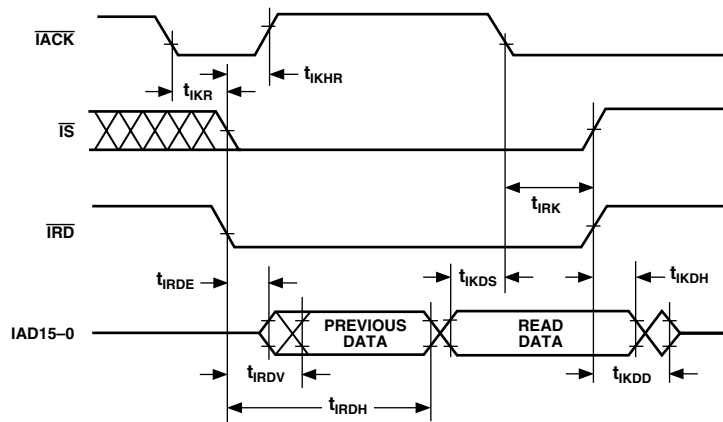 IACK
tIKHR
tIKR
IS
tIRK
IRD
tIRDE
tIKDS
tIKDH
IAD15–0
PREVIOUS
DATA
READ
DATA
tIRDV
tIKDD
tIRDH